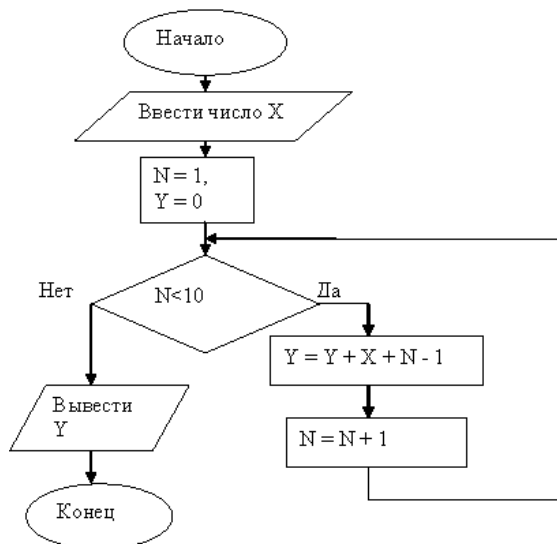 Начало
Ввести число X
N = 1,
Y = 0
N<10
Нет
Да
Y = Y + X + N - 1
N = N + 1
Вывести
Y
Конец